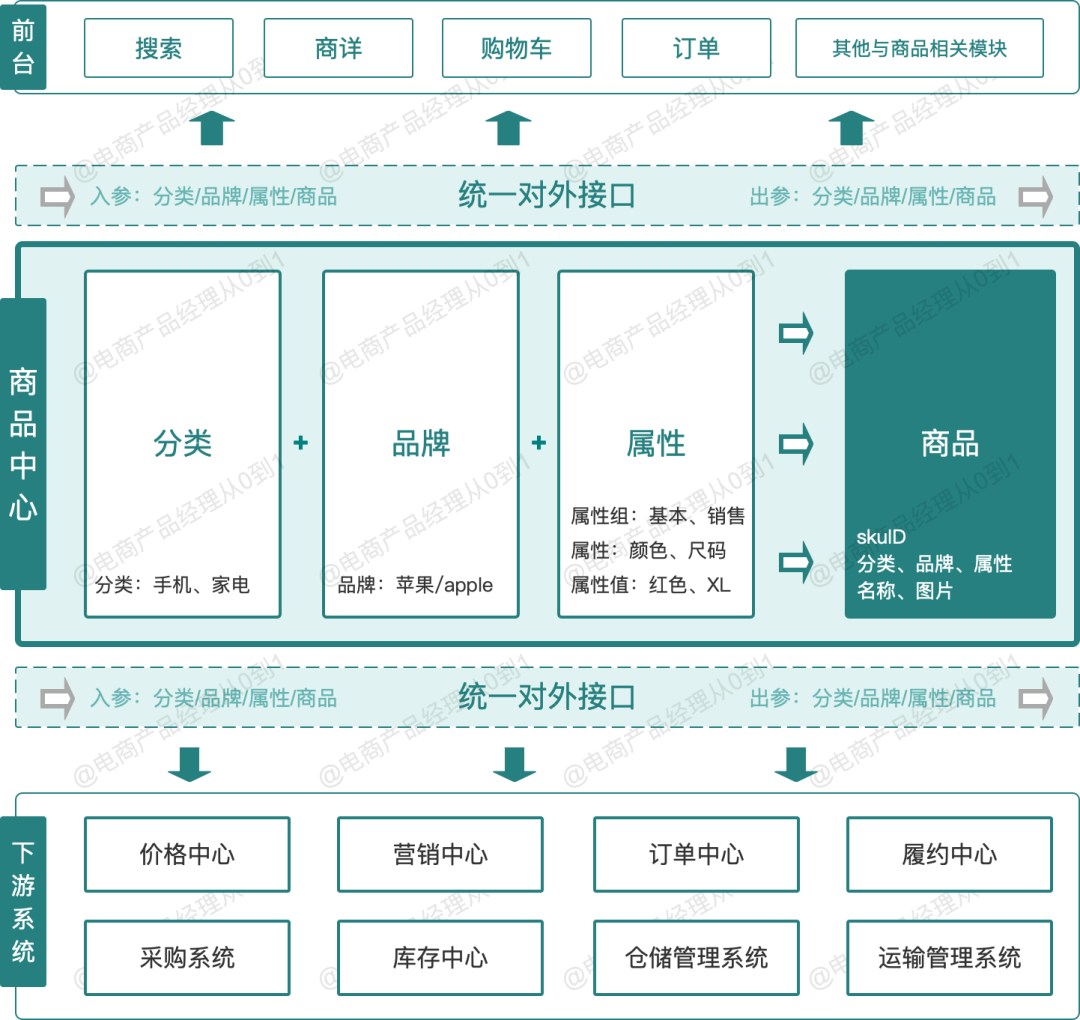 前台
搜索
商详
购物车
订单
其他与商品相关模块
入参：分类/品牌/属性/商品
统一对外接口
出参：分类/品牌/属性/商品
商品中心
分类
+
品牌
+
属性
商品
分类：手机、家电
品牌：苹果/apple
属性组：基本、销售
属性：颜色、尺码
属性值：红色、XL
skuID
分类、品牌、属性
名称、图片
入参：分类/品牌/属性/商品
统一对外接口
出参：分类/品牌/属性/商品
下游系统
价格中心
营销中心
订单中心
履约中心
采购系统
库存中心
仓储管理系统
运输管理系统
@电商产品经理从0到1